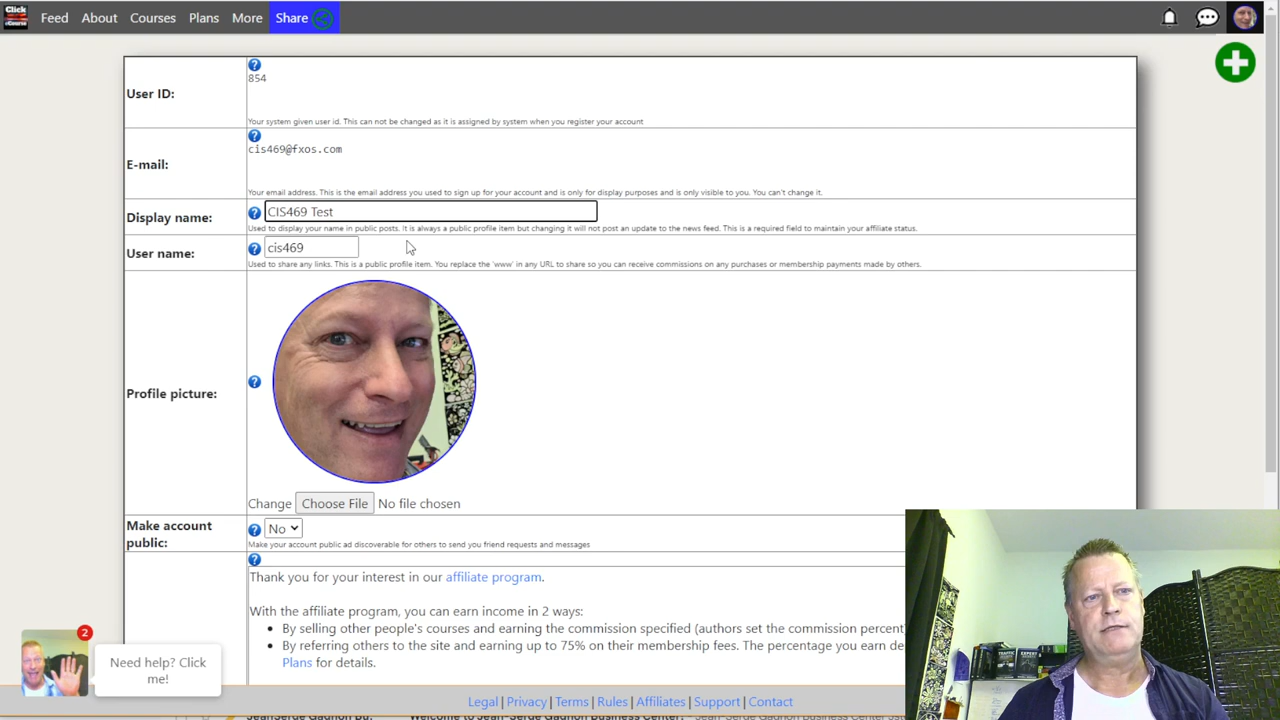 Click
eCourse
Feed About Courses Plans More Share
User ID:
854
Your system given user id. This can not be changed as it is assigned by system when you register your account
E-mail:
cis469@fxos.com
Your email address. This is the email address you used to sign up for your account and is only for display purposes and is only visible to you. You can't change it.
Display name:
CIS469 Test
Used to display your name in public posts. It is always a public profile item but changing it will not post an update to the news feed. This is a required field to maintain your affiliate status.
User name:
cis469
Used to share any links. This is a public profile item. You replace the 'www' in any URL to share so you can receive commissions on any purchases or membership payments made by others.
Profile picture:
Change Choose File No file chosen
Make account public:
No
Make your account public ad discoverable for others to send you friend requests and messages
Thank you for your interest in our affiliate program.
With the affiliate program, you can earn income in 2 ways:
• By selling other people's courses and earning the commission specified (authors set the commission percent
• By referring others to the site and earning up to 75% on their membership fees. The percentage you earn de
Plans for details.
2
Need help? Click me!
Legal | Privacy | Terms | Rules | Affiliates | Support | Contact
TRAFFIC
EXPERT